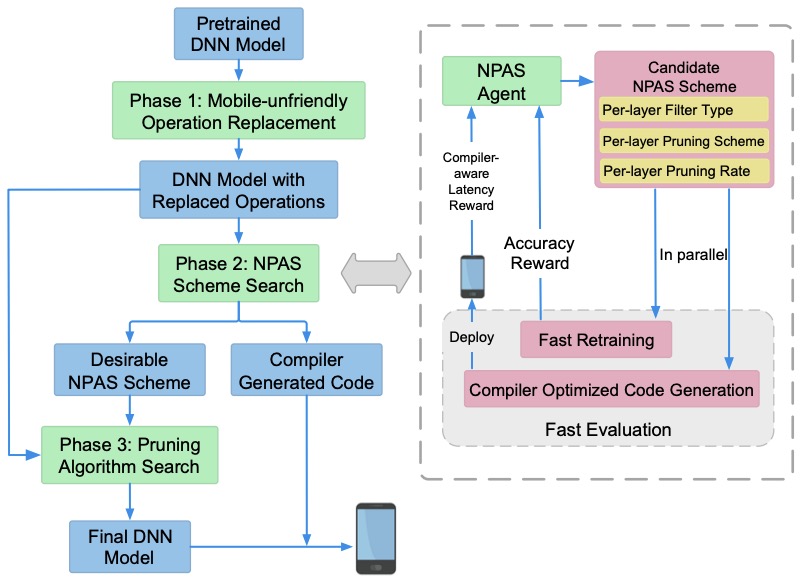 Pretrained
DNN Model
Phase 1: Mobile-unfriendly
Operation Replacement
DNN Model with
Replaced Operations
Phase 2: NPAS
Scheme Search
Desirable
NPAS Scheme
Compiler
Generated Code
Phase 3: Pruning
Algorithm Search
Final DNN
Model
NPAS
Agent
Candidate
NPAS Scheme
Per-layer Filter Type
Per-layer Pruning Scheme
Per-layer Pruning Rate
Compiler-
aware
Latency
Reward
Accuracy
Reward
In parallel
Deploy
Fast Retraining
Compiler Optimized Code Generation
Fast Evaluation